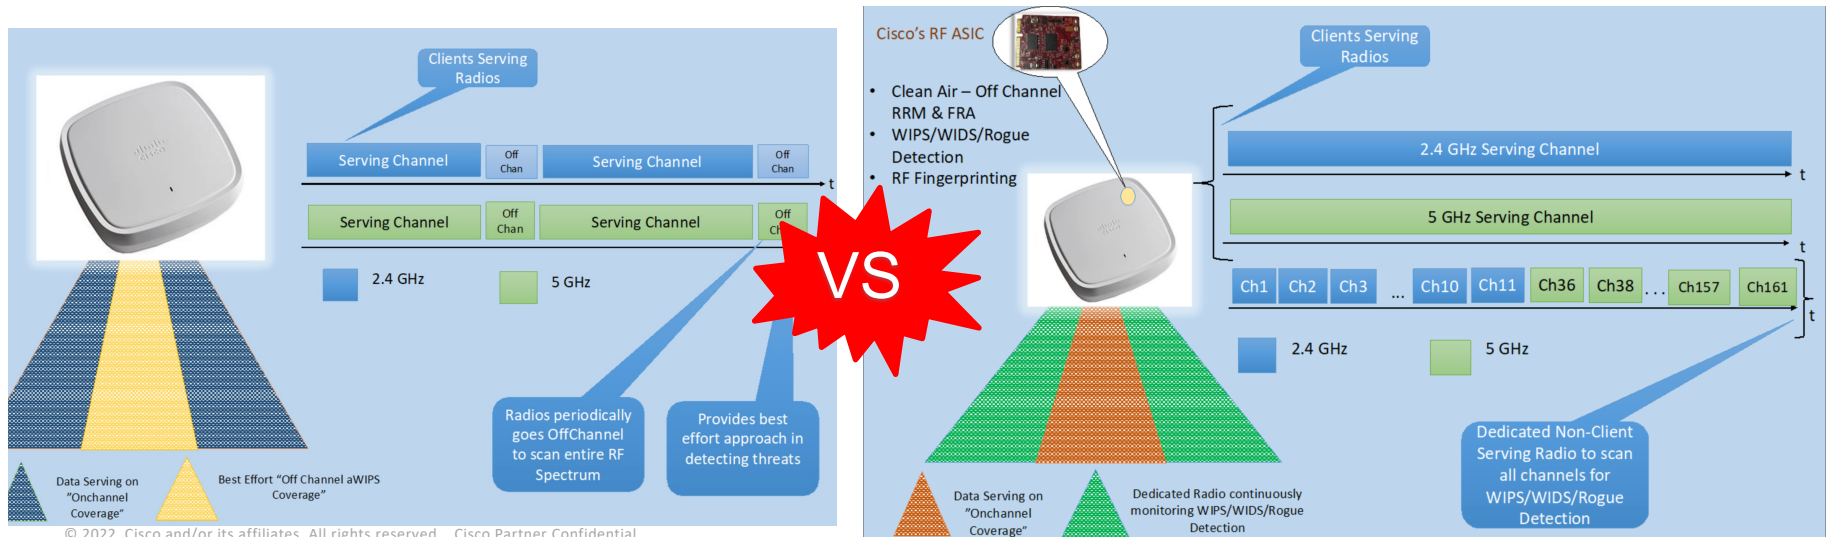 Clients Serving
Radios
Serving Channel
Off
Chan
Serving Channel
Off
Chan
t
Serving Channel
Off
Chan
Serving Channel
Off
2.4 GHz
5 GHz
Radios periodically
goes OffChannel
to scan entire RF
Spectrum
Provides best
effort approach in
detecting threats
Data Serving on
"Onchannel
Coverage"
Best Effort "Off Channel aWIPS
Coverage"
© 2022 Cisco and/or its affiliates. All rights reserved. Cisco Partner Confidential
VS
Cisco's RF ASIC
• Clean Air – Off Channel
RRM & FRA
• WIPS/WIDS/Rogue
Detection
• RF Fingerprinting
Clients Serving
Radios
2.4 GHz Serving Channel
t
5 GHz Serving Channel
t
Ch1 Ch2 Ch3 ... Ch10 Ch11 Ch36 Ch38 ... Ch157 Ch161
t
2.4 GHz
5 GHz
Dedicated Non-Client
Serving Radio to scan
all channels for
WIPS/WIDS/Rogue
Detection
Data Serving on
"Onchannel
Coverage"
Dedicated Radio continuously
monitoring WIPS/WIDS/Rogue
Detection